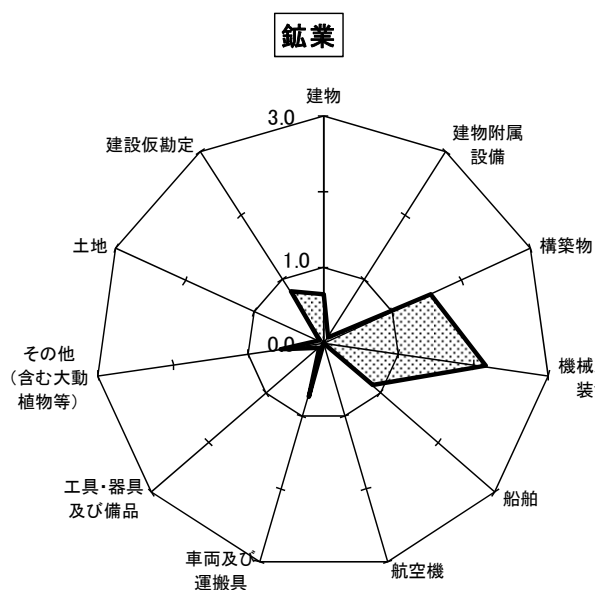 鉱業
建物
3.0
建物附属
設備
建設仮勘定
構築物
土地
1.0
0.0
その他
（含む大動
植物等）
機械
装
工具・器具
及び備品
船舶
車両及び
運搬具
航空機